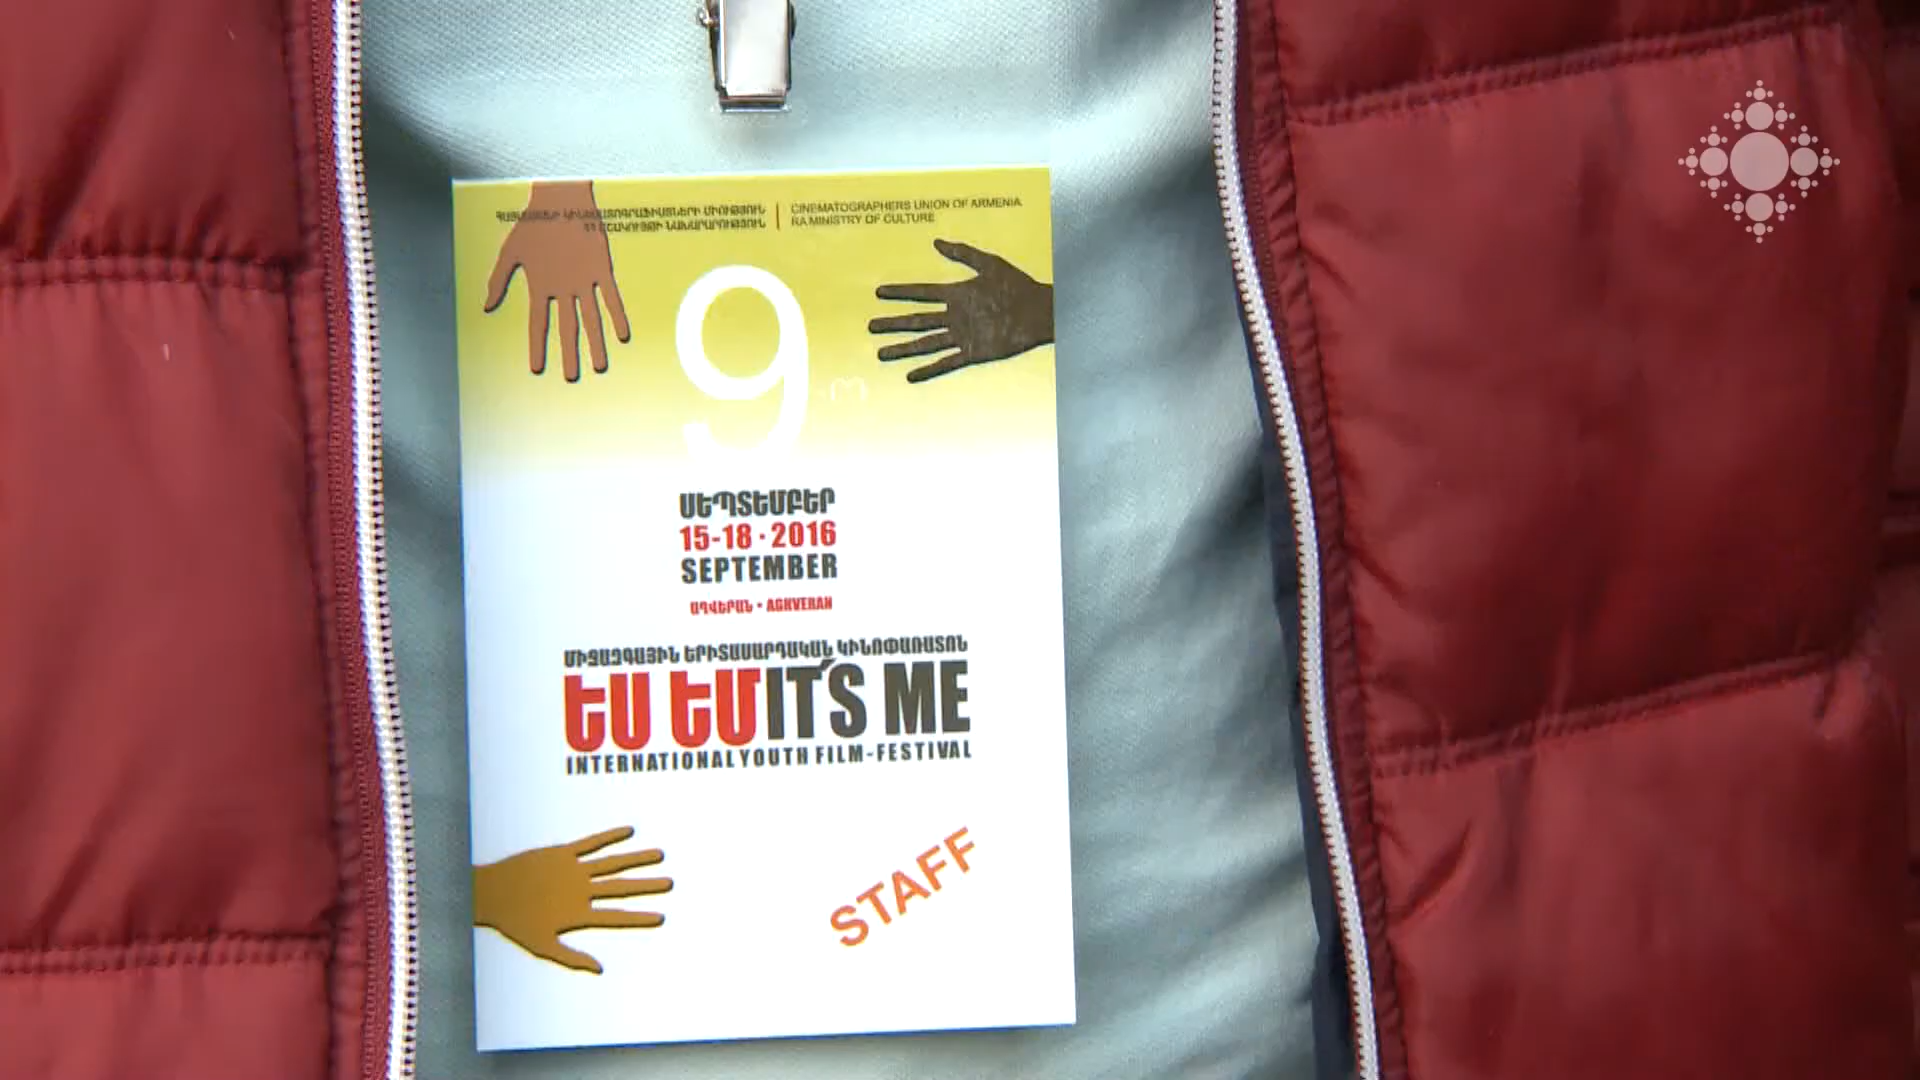 ՀԱՅԱՍՏԱՆԻ ԿԻՆԵՄԱՏՈԳՐԱՖԻՍՏՆԵՐԻ ՄԻՈՒԹՅՈՒՆ
ՀՀ ՄՇԱԿՈՒՅԹԻ ՆԱԽԱՐԱՐՈՒԹՅՈՒՆ
CINEMATOGRAPHERS UNION OF ARMENIA
RA MINISTRY OF CULTURE
9-Րդ
ՍԵՊՏԵՄԲԵՐ
15-18 · 2016
SEPTEMBER
ԱՂՎԵՐԱՆ • AGHVERAN
ՄԻՋԱԶԳԱՅԻՆ ԵՐԻՏԱՍԱՐԴԱԿԱՆ ԿԻՆՈՓԱՌԱՏՈՆ
ԵՍ ԵՄ IT'S ME
INTERNATIONAL YOUTH FILM-FESTIVAL
STAFF